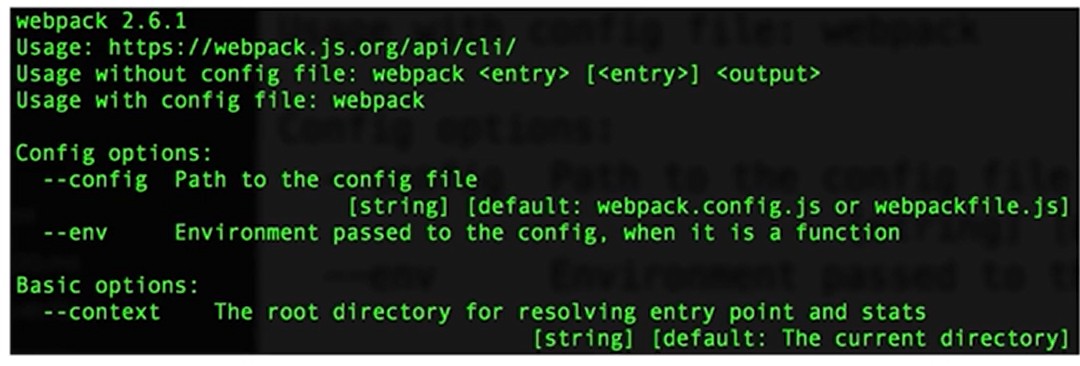 webpack 2.6.1
Usage: https://webpack.js.org/api/cli/
Usage without config file: webpack <entry> [<entry>] <output>
Usage with config file: webpack
Config options:
--config Path to the config file
[string] [default: webpack.config.js or webpackfile.js]
--env Environment passed to the config, when it is a function
Basic options:
--context The root directory for resolving entry point and stats
[string] [default: The current directory]